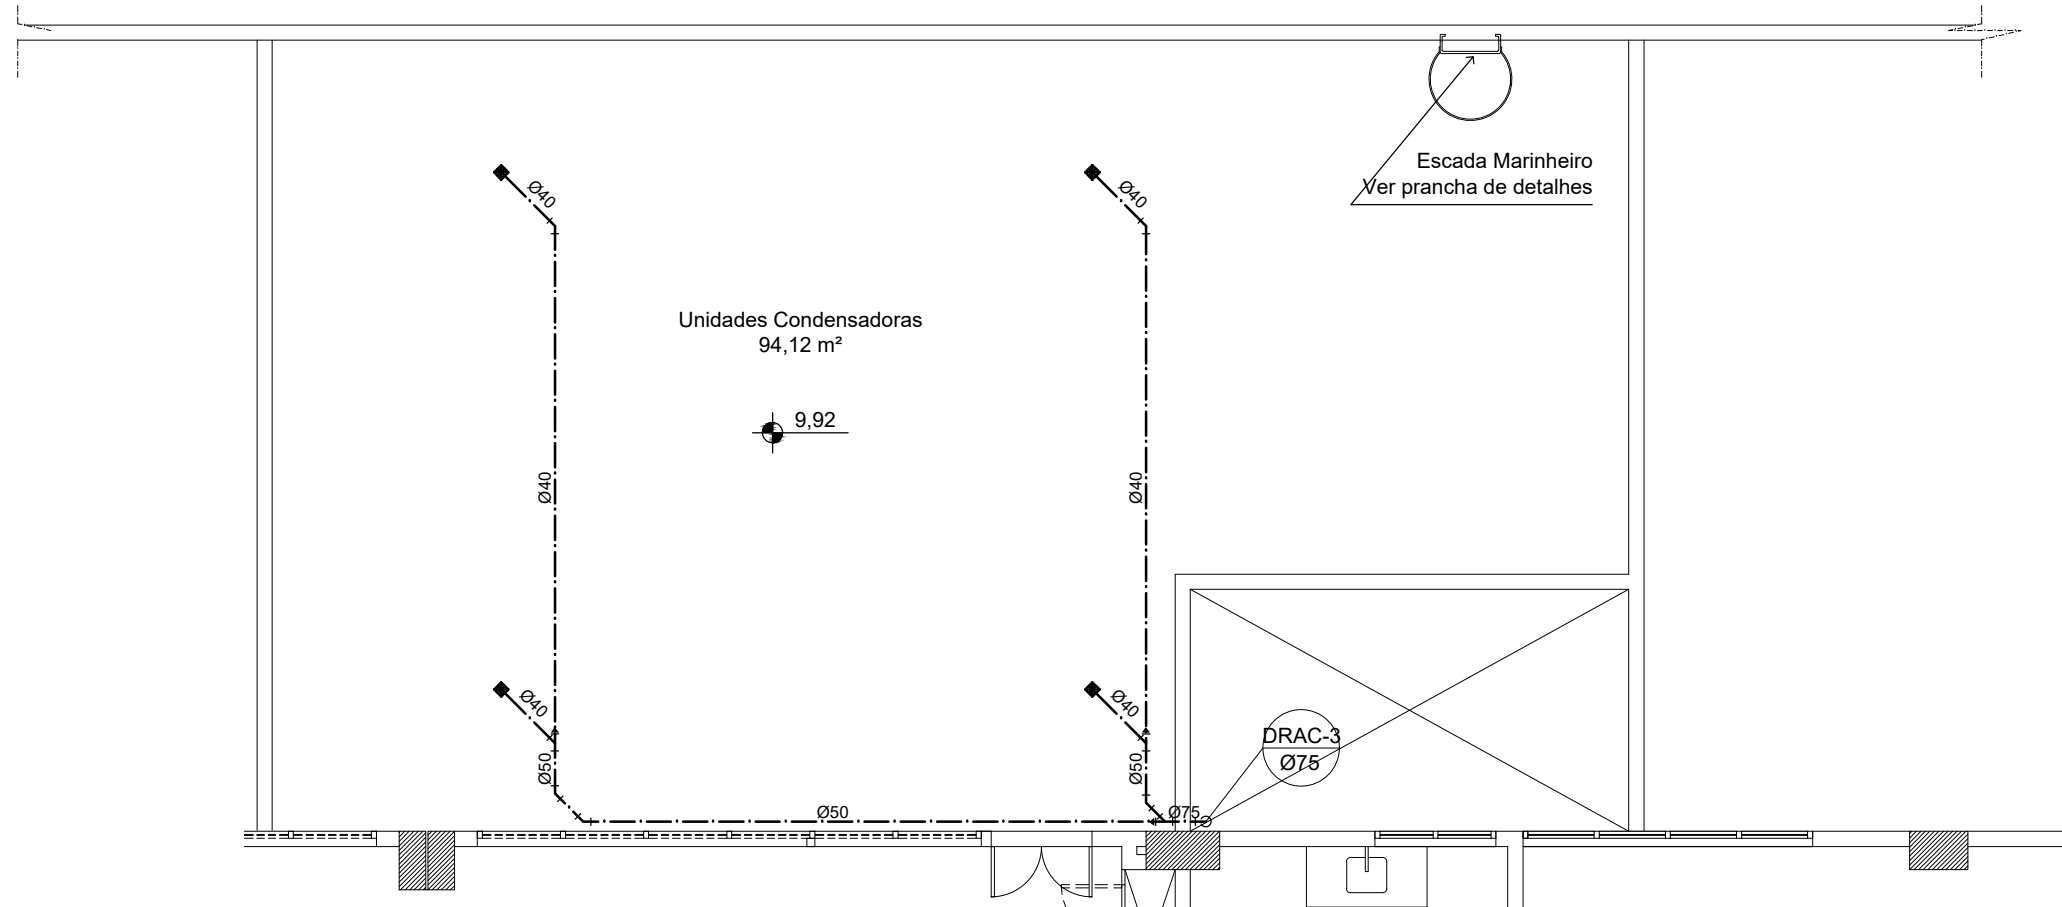 Escada Marinheiro
Ver prancha de detalhes
Ø40
Ø40
Unidades Condensadoras
94,12 m²
9,92
Ø40
Ø40
Ø40
Ø40
DRAC-3
Ø75
Ø50
Ø50
Ø50
Ø75